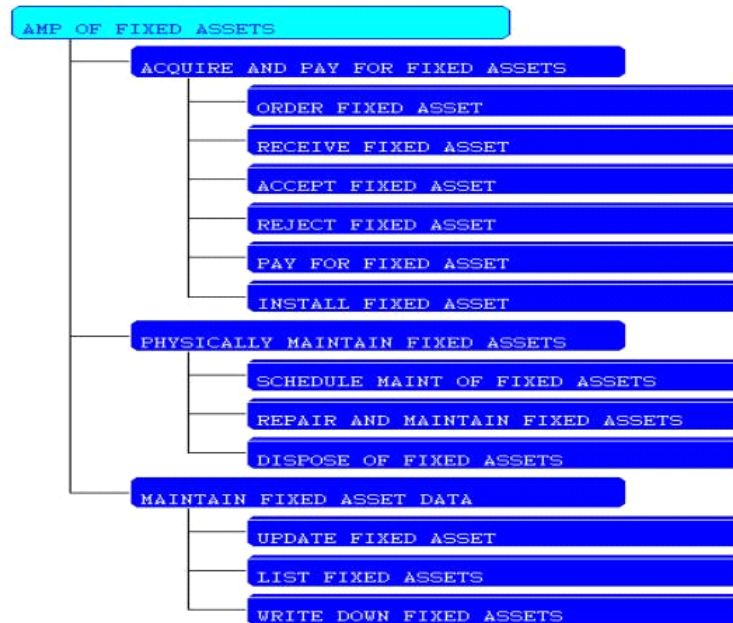 AMP OF FIXED ASSETS
ACQUIRE AND PAY FOR FIXED ASSETS
ORDER FIXED ASSET
RECEIVE FIXED ASSET
ACCEPT FIXED ASSET
REJECT FIXED ASSET
PAY FOR FIXED ASSET
INSTALL FIXED ASSET
PHYSICALLY MAINTAIN FIXED ASSETS
SCHEDULE MAINT OF FIXED ASSETS
REPAIR AND MAINTAIN FIXED ASSETS
DISPOSE OF FIXED ASSETS
MAINTAIN FIXED ASSET DATA
UPDATE FIXED ASSET
LIST FIXED ASSETS
WRITE DOWN FIXED ASSETS